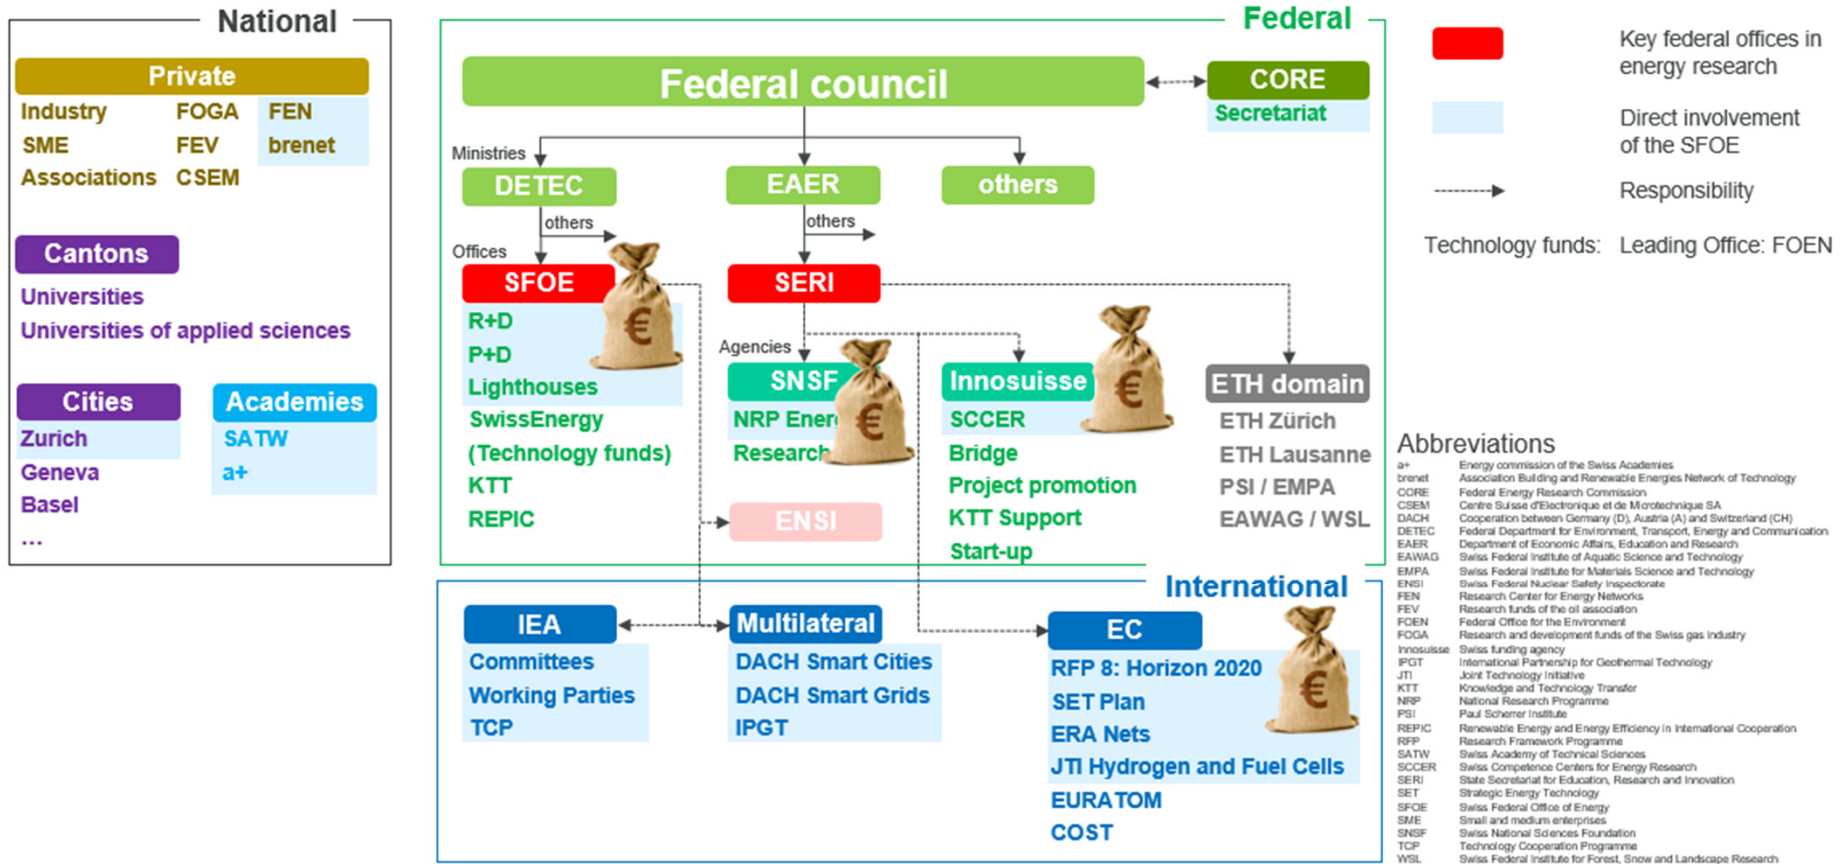 National
Private
Industry FOGA FEN
SME FEV brenet
Associations CSEM
Cantons
Universities
Universities of applied sciences
Cities
Zurich
Geneva
Basel
...
Academies
SATW
a+
Federal
Federal council
CORE
Secretariat
Ministries
DETEC
EAER
others
others
others
Offices
SFOE
R+D
P+D
Lighthouses
SwissEnergy
(Technology funds)
KTT
REPIC
SERI
Agencies
SNSF
NRP Ener
Research
ENSI
Innosuisse
SCCER
Bridge
Project promotion
KTT Support
Start-up
ETH domain
ETH Zürich
ETH Lausanne
PSI / EMPA
EAWAG / WSL
€
€
€
International
IEA
Committees
Working Parties
TCP
Multilateral
DACH Smart Cities
DACH Smart Grids
IPGT
EC
RFP 8: Horizon 2020
SET Plan
ERA Nets
JTI Hydrogen and Fuel Cells
EURATOM
COST
€
Key federal offices in
energy research
Direct involvement
of the SFOE
Responsibility
Technology funds: Leading Office: FOEN
Abbreviations
a+ Energy commission of the Swiss Academies
brenet Association Building and Renewable Energies Network of Technology
CORE Federal Energy Research Commission
CSEM Centre Suisse d'Electronique et de Microtechnique SA
DACH Cooperation between Germany (D), Austria (A) and Switzerland (CH)
DETEC Federal Department for Environment, Transport, Energy and Communication
EAER Department of Economic Affairs, Education and Research
EAWAG Swiss Federal Institute of Aquatic Science and Technology
EMPA Swiss Federal Institute for Materials Science and Technology
ENSI Swiss Federal Nuclear Safety Inspectorate
FEN Research Center for Energy Networks
FEV Research funds of the oil association
FOEN Federal Office for the Environment
FOGA Research and development funds of the Swiss gas industry
Innosuisse Swiss funding agency
IPGT International Partnership for Geothermal Technology
JTI Joint Technology Initiative
KTT Knowledge and Technology Transfer
NRP National Research Programme
PSI Paul Scherrer Institute
REPIC Renewable Energy and Energy Efficiency in International Cooperation
RFP Research Framework Programme
SATW Swiss Academy of Technical Sciences
SCCER Swiss Competence Centers for Energy Research
SERI State Secretariat for Education, Research and Innovation
SET Strategic Energy Technology
SFOE Swiss Federal Office of Energy
SME Small and medium enterprises
SNSF Swiss National Sciences Foundation
TCP Technology Cooperation Programme
WSL Swiss Federal Institute for Forest, Snow and Landscape Research